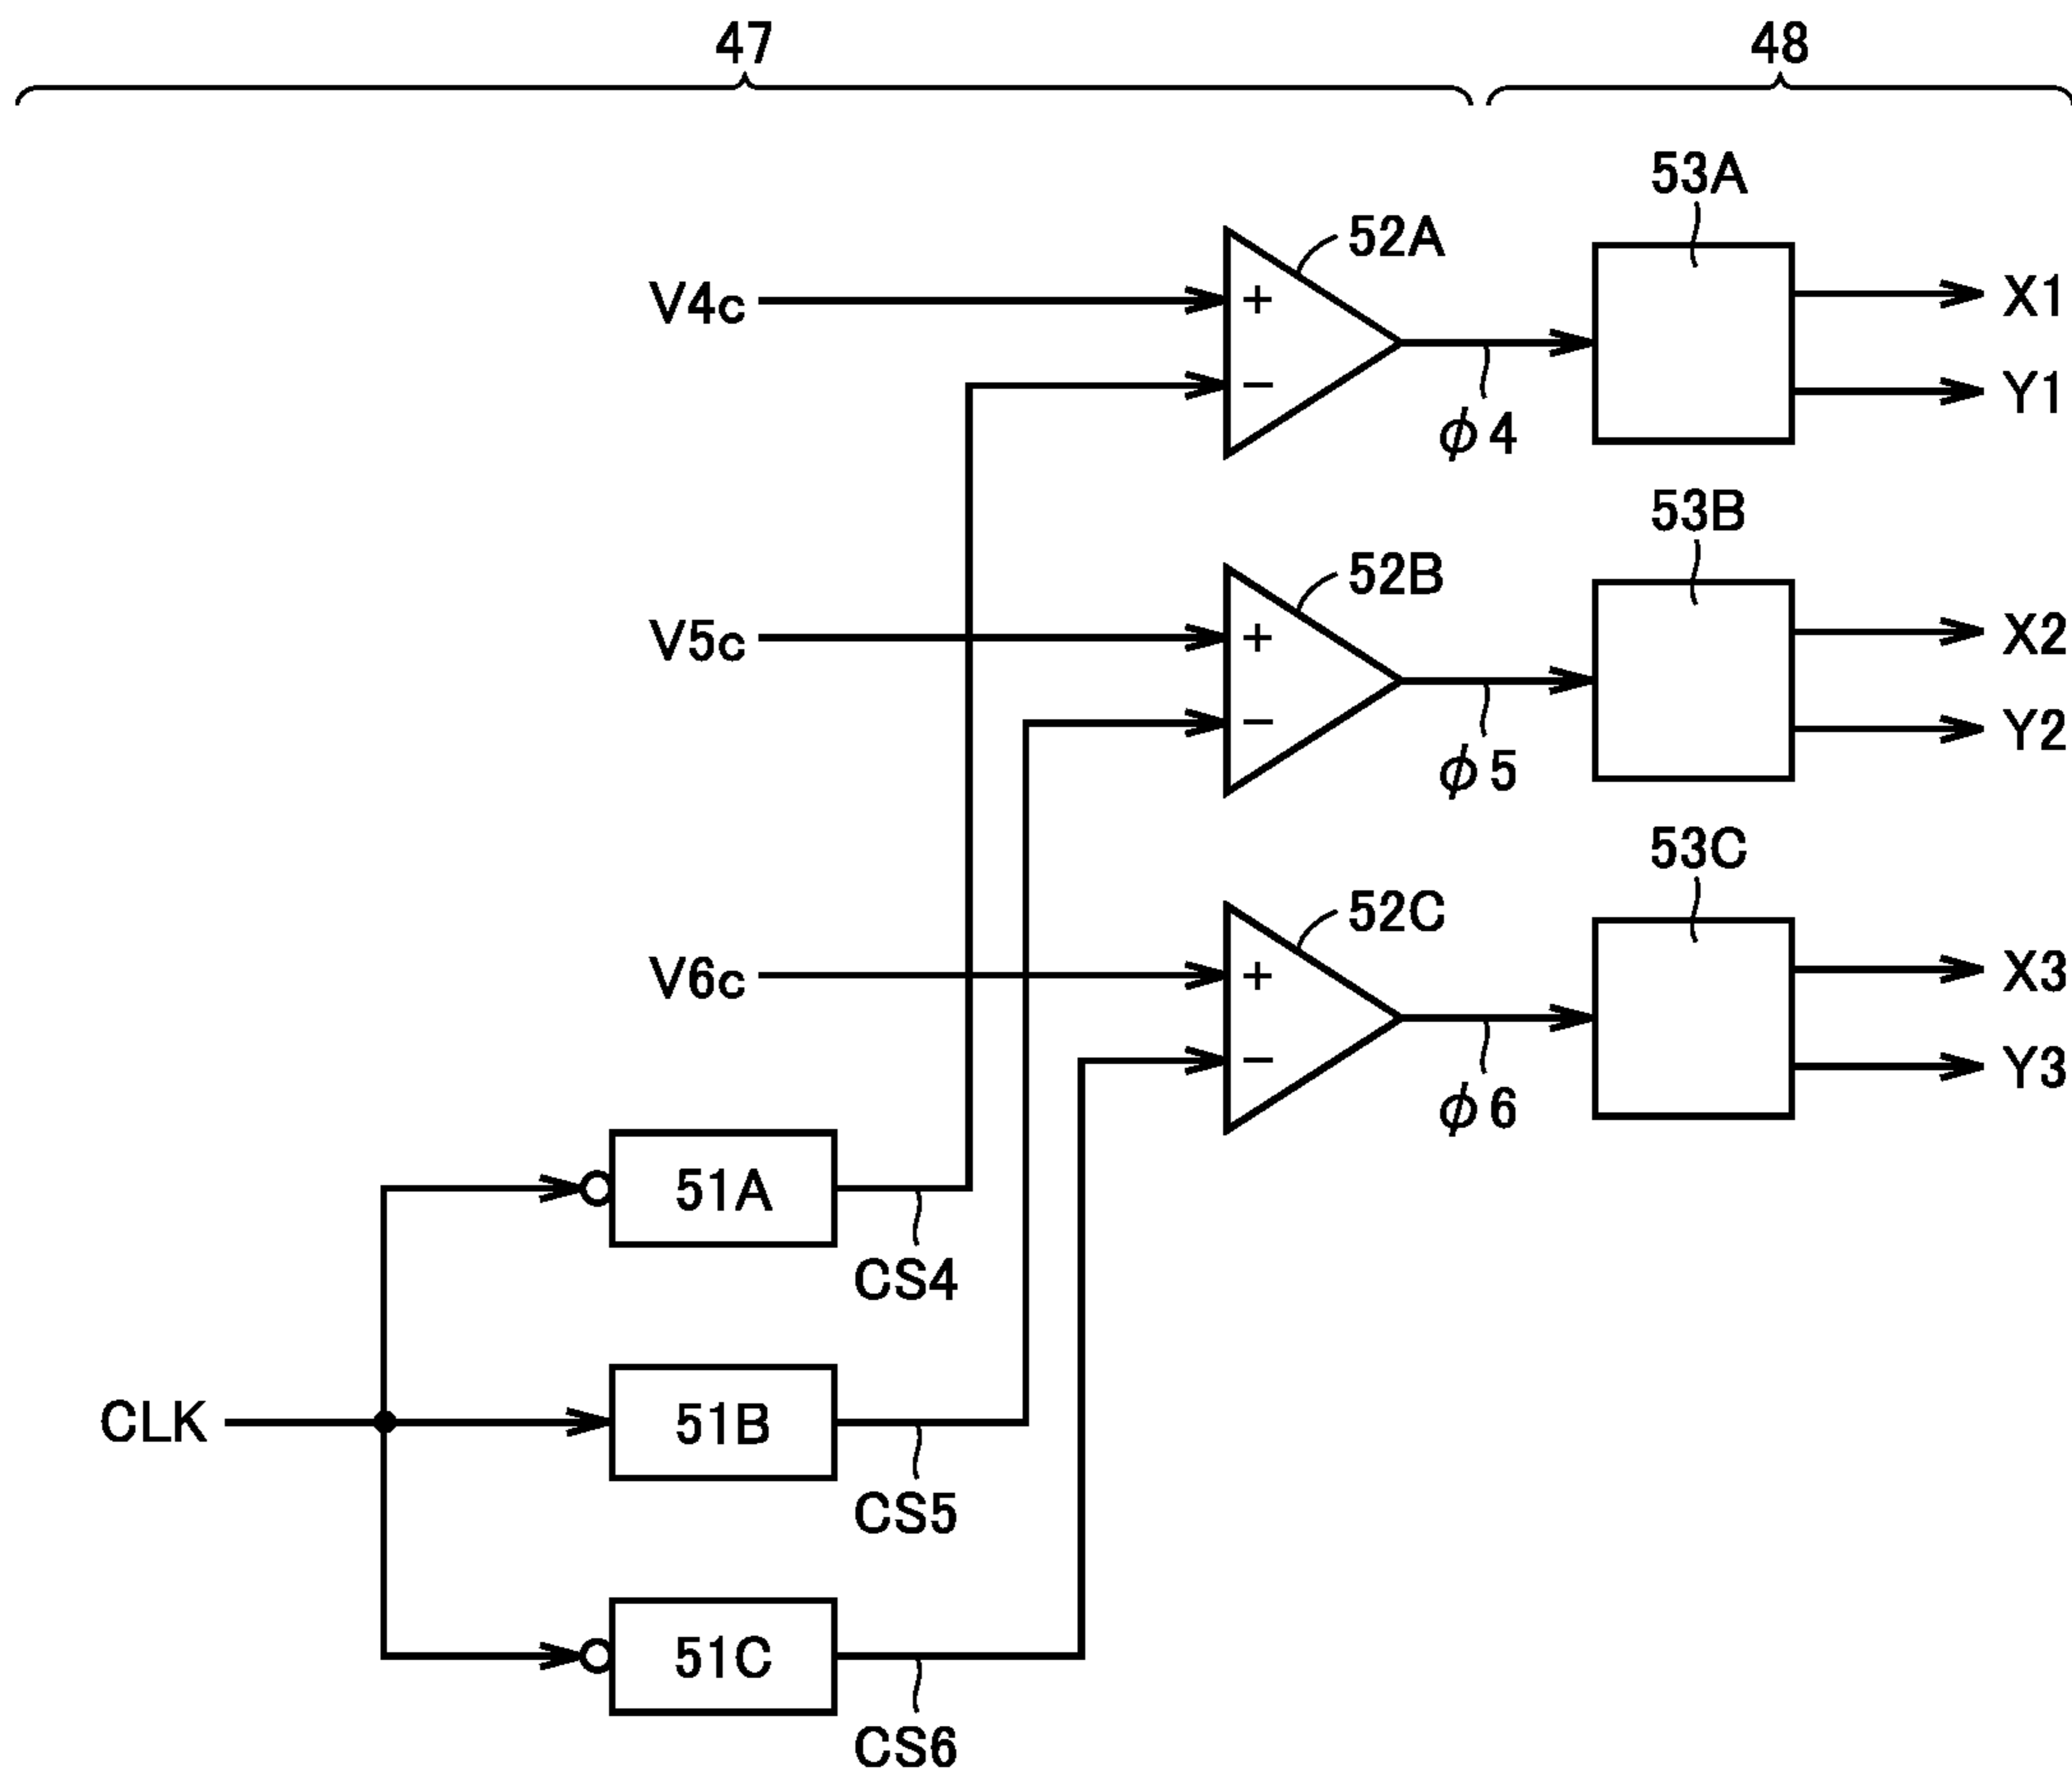 47
48
53A
52A
V4c
+
−
X1
Y1
ϕ4
53B
52B
V5c
+
−
X2
Y2
ϕ5
53C
52C
V6c
+
−
X3
Y3
ϕ6
51A
CS4
CLK
51B
CS5
51C
CS6